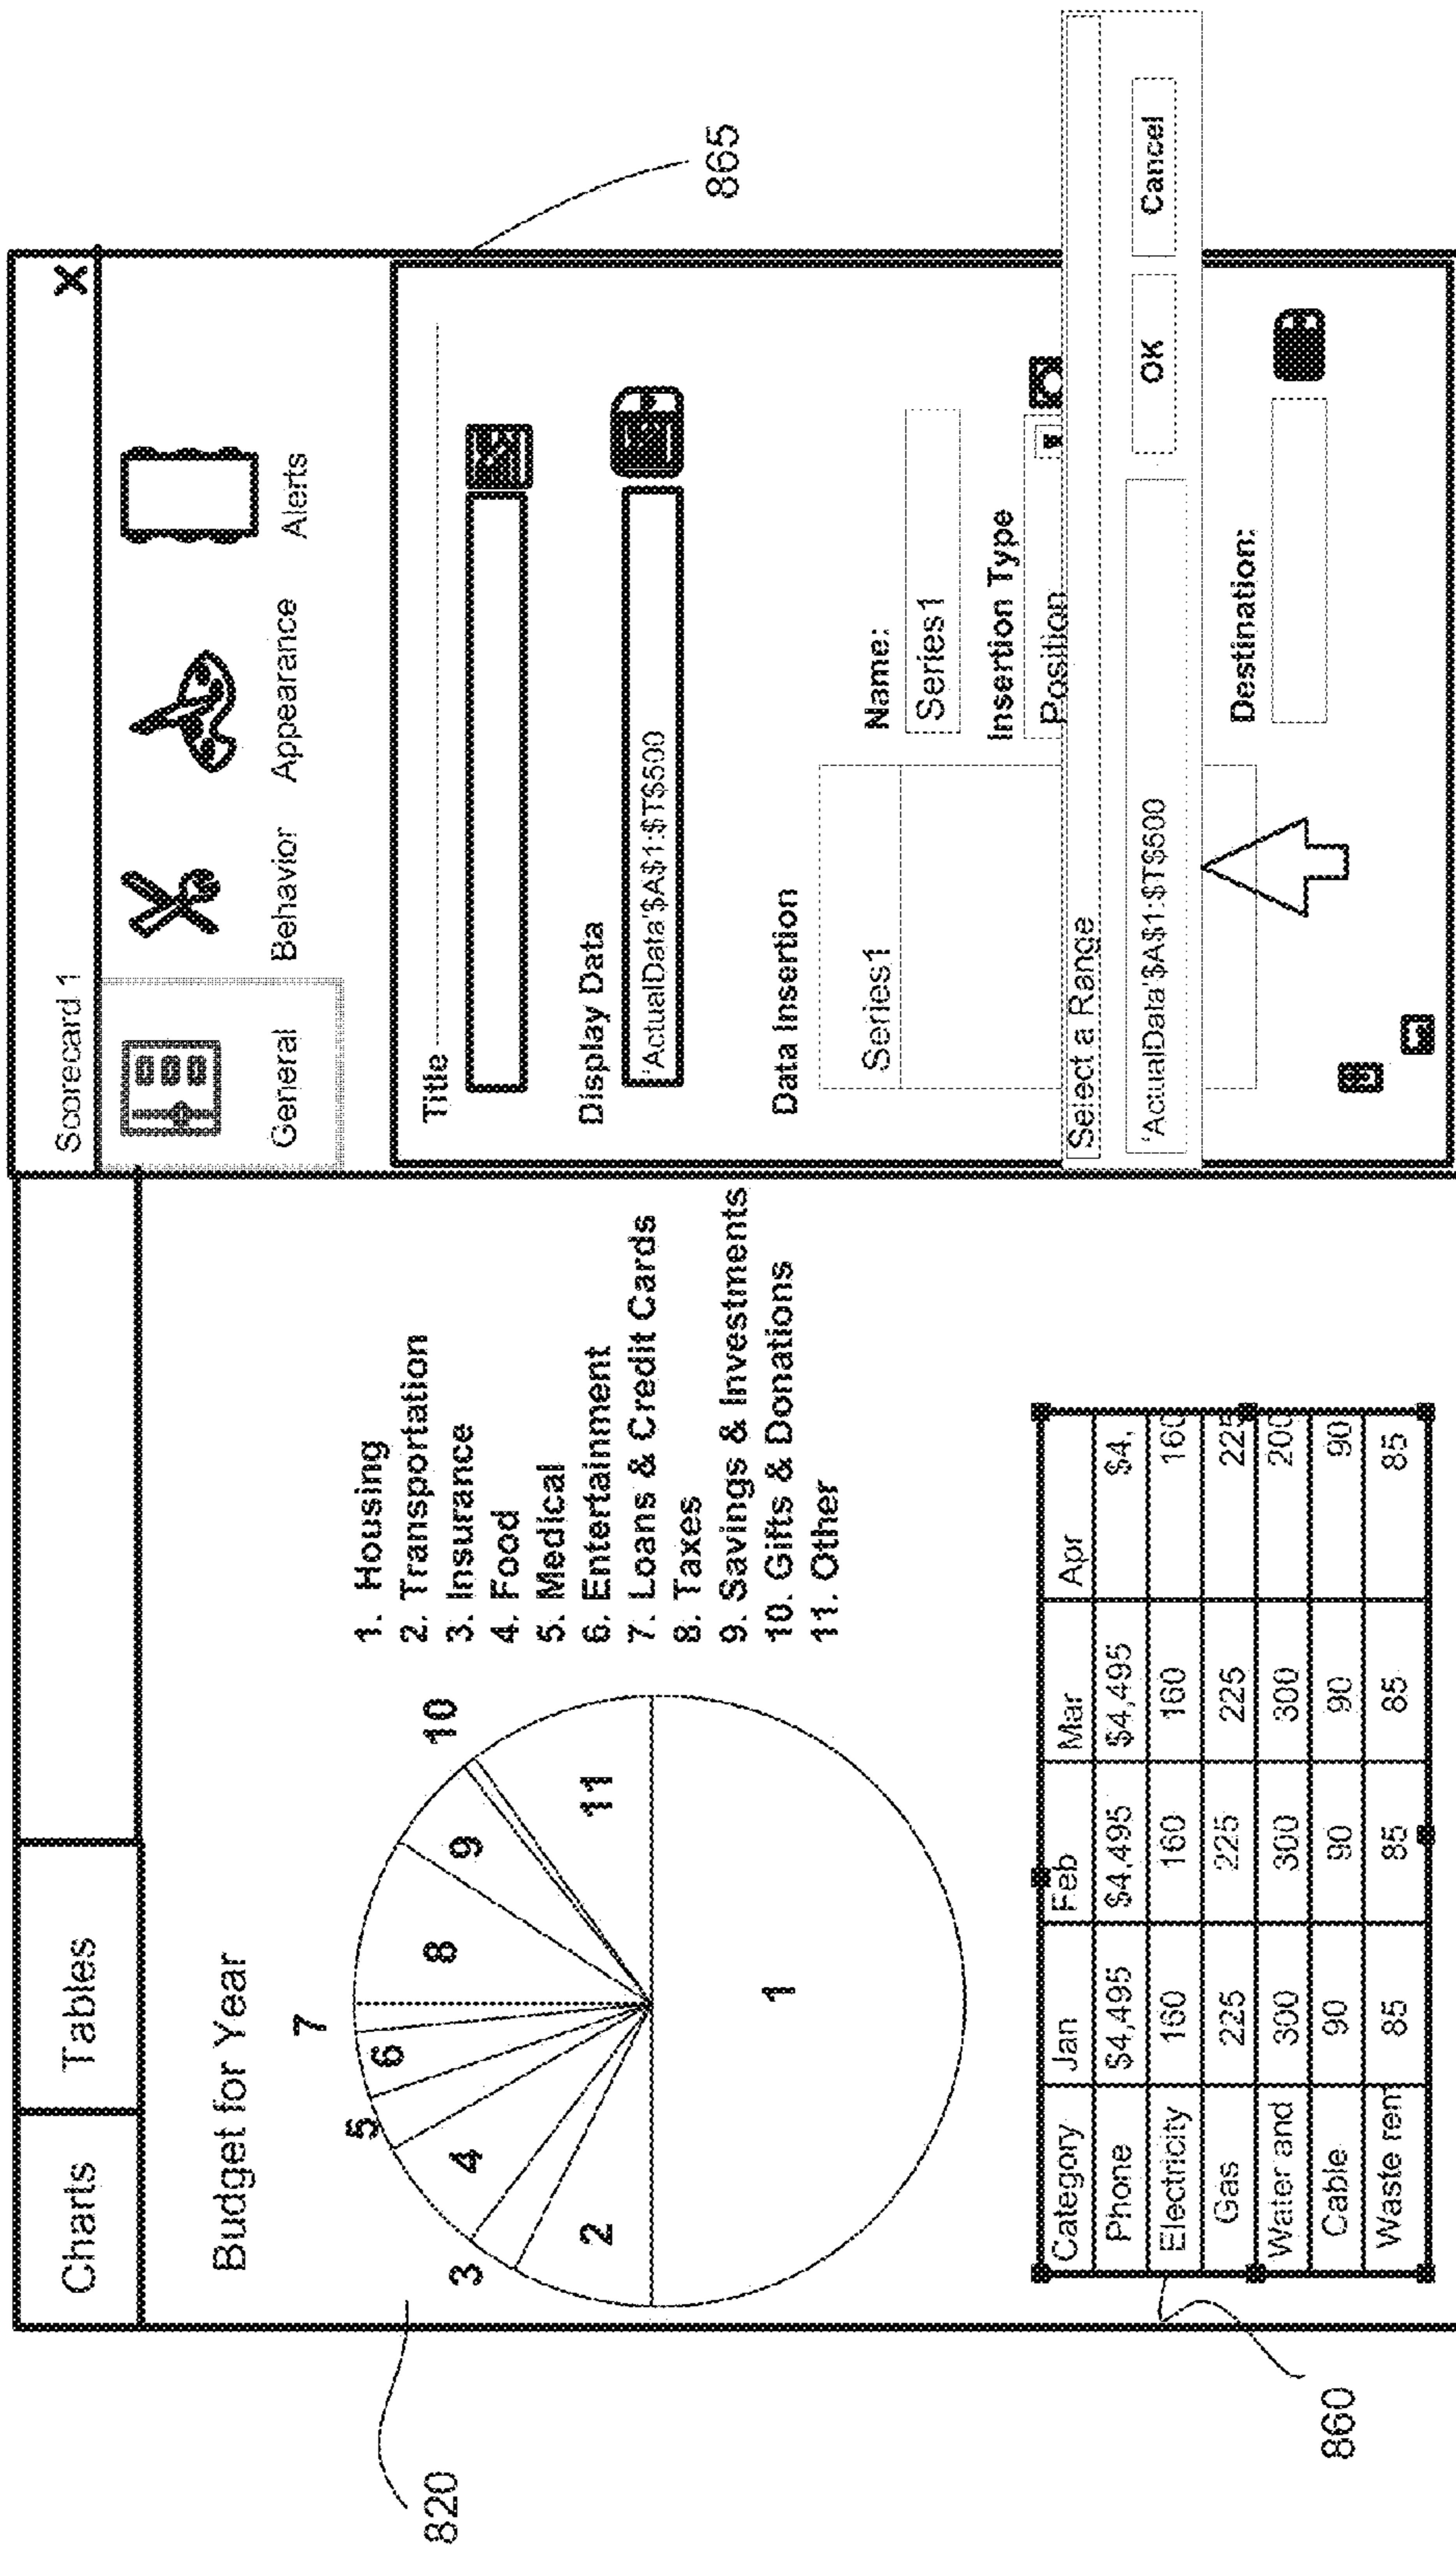 Charts Tables
Budget for Year
1
2
3
4
5
6
7
8
9
10
11
1. Housing
2. Transportation
3. Insurance
4. Food
5. Medical
6. Entertainment
7. Loans & Credit Cards
8. Taxes
9. Savings & Investments
10. Gifts & Donations
11. Other
Category Jan Feb Mar Apr
Phone $4,495 $4,495 $4,495 $4,
Electricity 160 160 160 160
Gas 225 225 225 225
Water and 300 300 300 200
Cable 90 90 90 90
Waste rem 85 85 85 85
820
860
Scorecard 1 X
General Behavior Appearance Alerts
Title
Display Data
'ActualData'$A$1:$T$500
Data Insertion
Series1
Name:
Series1
Insertion Type
Position
Select a Range
'ActualData'$A$1:$T$500 OK Cancel
Destination:
865